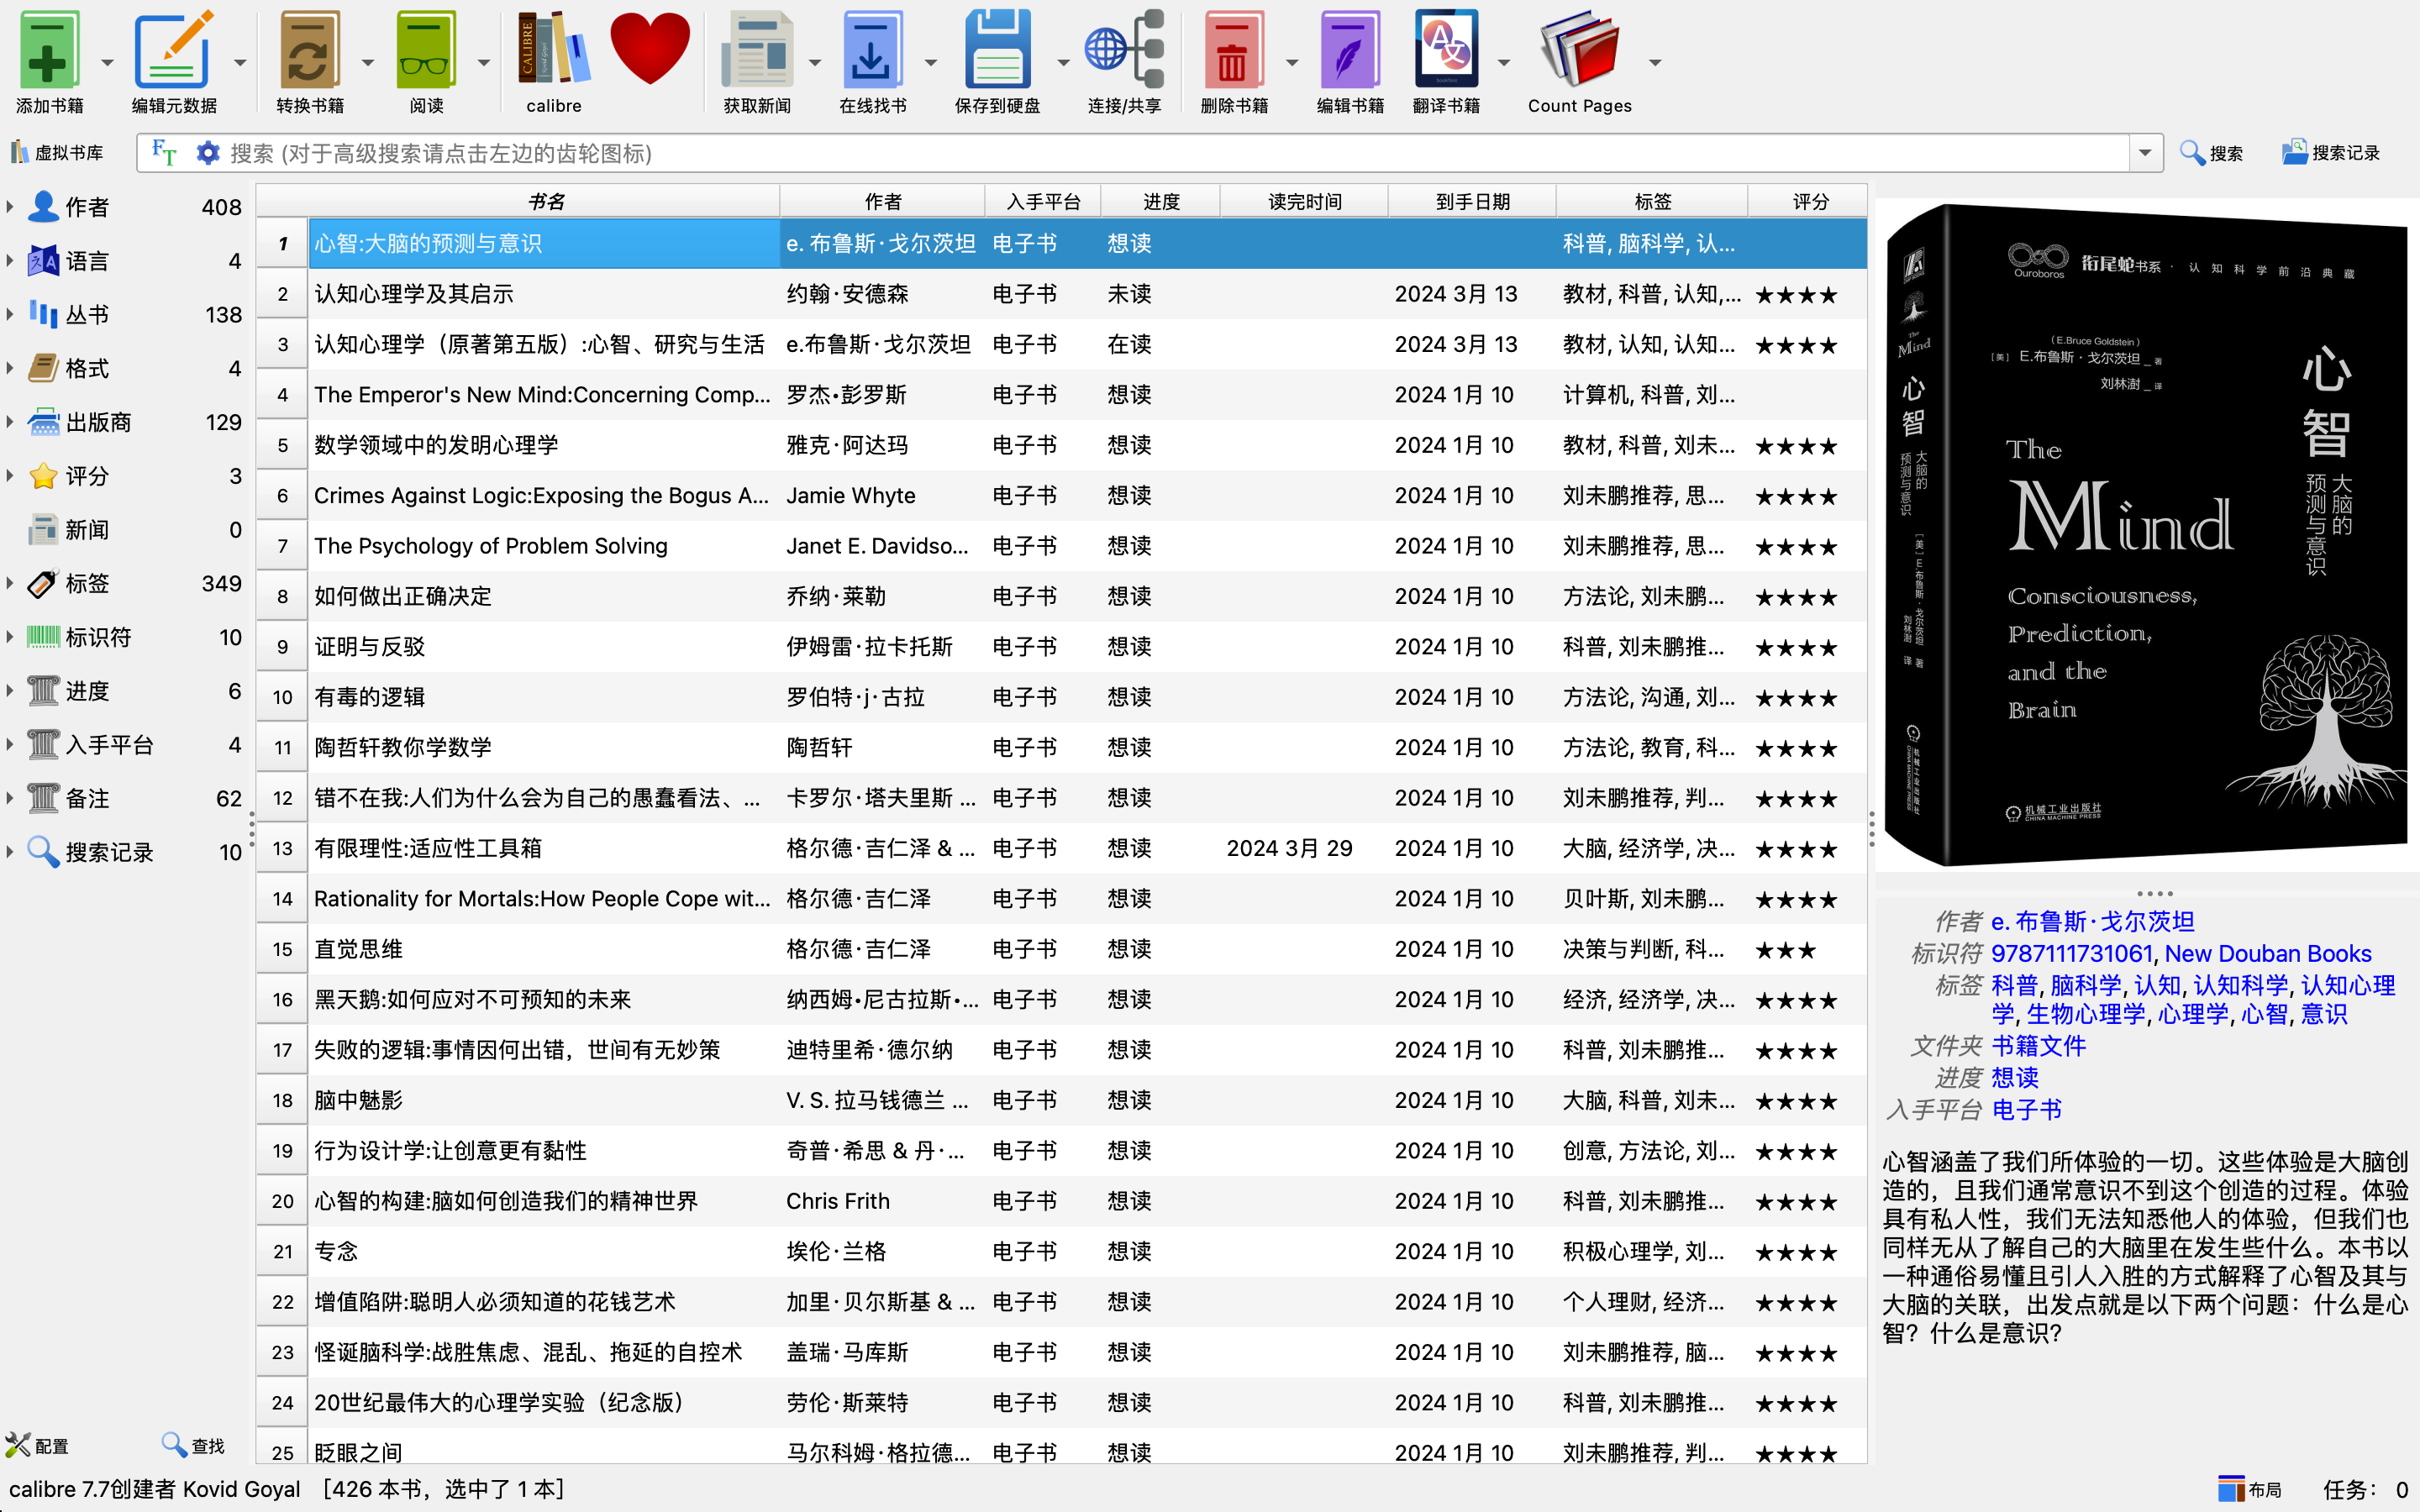 添加书籍 编辑元数据 转换书籍 阅读 calibre 获取新闻 在线找书 保存到硬盘 连接/共享 删除书籍 编辑书籍 翻译书籍 Count Pages
虚拟书库 搜索 (对于高级搜索请点击左边的齿轮图标) 搜索 搜索记录
作者 408
语言 4
丛书 138
格式 4
出版商 129
评分 3
新闻 0
标签 349
标识符 10
进度 6
入手平台 4
备注 62
搜索记录 10
配置 查找
书名 作者 入手平台 进度 读完时间 到手日期 标签 评分
1 心智:大脑的预测与意识 e. 布鲁斯·戈尔茨坦 电子书 想读 科普, 脑科学, 认...
2 认知心理学及其启示 约翰·安德森 电子书 未读 2024 3月 13 教材, 科普, 认知,... ★★★★
3 认知心理学（原著第五版）:心智、研究与生活 e.布鲁斯·戈尔茨坦 电子书 在读 2024 3月 13 教材, 认知, 认知... ★★★★
4 The Emperor's New Mind:Concerning Comp... 罗杰•彭罗斯 电子书 想读 2024 1月 10 计算机, 科普, 刘...
5 数学领域中的发明心理学 雅克·阿达玛 电子书 想读 2024 1月 10 教材, 科普, 刘未... ★★★★
6 Crimes Against Logic:Exposing the Bogus A... Jamie Whyte 电子书 想读 2024 1月 10 刘未鹏推荐, 思... ★★★★
7 The Psychology of Problem Solving Janet E. Davidso... 电子书 想读 2024 1月 10 刘未鹏推荐, 思... ★★★★
8 如何做出正确决定 乔纳·莱勒 电子书 想读 2024 1月 10 方法论, 刘未鹏... ★★★★
9 证明与反驳 伊姆雷·拉卡托斯 电子书 想读 2024 1月 10 科普, 刘未鹏推... ★★★★
10 有毒的逻辑 罗伯特·j·古拉 电子书 想读 2024 1月 10 方法论, 沟通, 刘... ★★★★
11 陶哲轩教你学数学 陶哲轩 电子书 想读 2024 1月 10 方法论, 教育, 科... ★★★★
12 错不在我:人们为什么会为自己的愚蠢看法、... 卡罗尔·塔夫里斯 ... 电子书 想读 2024 1月 10 刘未鹏推荐, 判... ★★★★
13 有限理性:适应性工具箱 格尔德·吉仁泽 & ... 电子书 想读 2024 3月 29 2024 1月 10 大脑, 经济学, 决... ★★★★
14 Rationality for Mortals:How People Cope wit... 格尔德·吉仁泽 电子书 想读 2024 1月 10 贝叶斯, 刘未鹏... ★★★★
15 直觉思维 格尔德·吉仁泽 电子书 想读 2024 1月 10 决策与判断, 科... ★★★
16 黑天鹅:如何应对不可预知的未来 纳西姆•尼古拉斯•... 电子书 想读 2024 1月 10 经济, 经济学, 决... ★★★★
17 失败的逻辑:事情因何出错，世间有无妙策 迪特里希·德尔纳 电子书 想读 2024 1月 10 科普, 刘未鹏推... ★★★★
18 脑中魅影 V. S. 拉马钱德兰 ... 电子书 想读 2024 1月 10 大脑, 科普, 刘未... ★★★★
19 行为设计学:让创意更有黏性 奇普·希思 & 丹·... 电子书 想读 2024 1月 10 创意, 方法论, 刘... ★★★★
20 心智的构建:脑如何创造我们的精神世界 Chris Frith 电子书 想读 2024 1月 10 科普, 刘未鹏推... ★★★★
21 专念 埃伦·兰格 电子书 想读 2024 1月 10 积极心理学, 刘... ★★★★
22 增值陷阱:聪明人必须知道的花钱艺术 加里·贝尔斯基 & ... 电子书 想读 2024 1月 10 个人理财, 经济... ★★★★
23 怪诞脑科学:战胜焦虑、混乱、拖延的自控术 盖瑞·马库斯 电子书 想读 2024 1月 10 刘未鹏推荐, 脑... ★★★★
24 20世纪最伟大的心理学实验（纪念版） 劳伦·斯莱特 电子书 想读 2024 1月 10 科普, 刘未鹏推... ★★★★
25 眨眼之间 马尔科姆·格拉德... 电子书 想读 2024 1月 10 刘未鹏推荐, 判... ★★★★
Ouroboros 衔尾蛇书系 · 认知科学前沿典藏
（E.Bruce Goldstein）
[美] E.布鲁斯·戈尔茨坦 _ 著
刘林澍 _ 译
心智
大脑的
预测与意识
The
Mind
Consciousness,
Prediction,
and the
Brain
机械工业出版社
CHINA MACHINE PRESS
The
Mind
心智
大脑的
预测与意识
[美] E.布鲁斯·戈尔茨坦 著
刘林澍 译
机械工业出版社
CHINA MACHINE PRESS
作者 e. 布鲁斯·戈尔茨坦
标识符 9787111731061, New Douban Books
标签 科普, 脑科学, 认知, 认知科学, 认知心理
学, 生物心理学, 心理学, 心智, 意识
文件夹 书籍文件
进度 想读
入手平台 电子书
心智涵盖了我们所体验的一切。这些体验是大脑创
造的，且我们通常意识不到这个创造的过程。体验
具有私人性，我们无法知悉他人的体验，但我们也
同样无从了解自己的大脑里在发生些什么。本书以
一种通俗易懂且引人入胜的方式解释了心智及其与
大脑的关联，出发点就是以下两个问题：什么是心
智？什么是意识？
calibre 7.7创建者 Kovid Goyal [426 本书，选中了 1 本] 布局 任务： 0